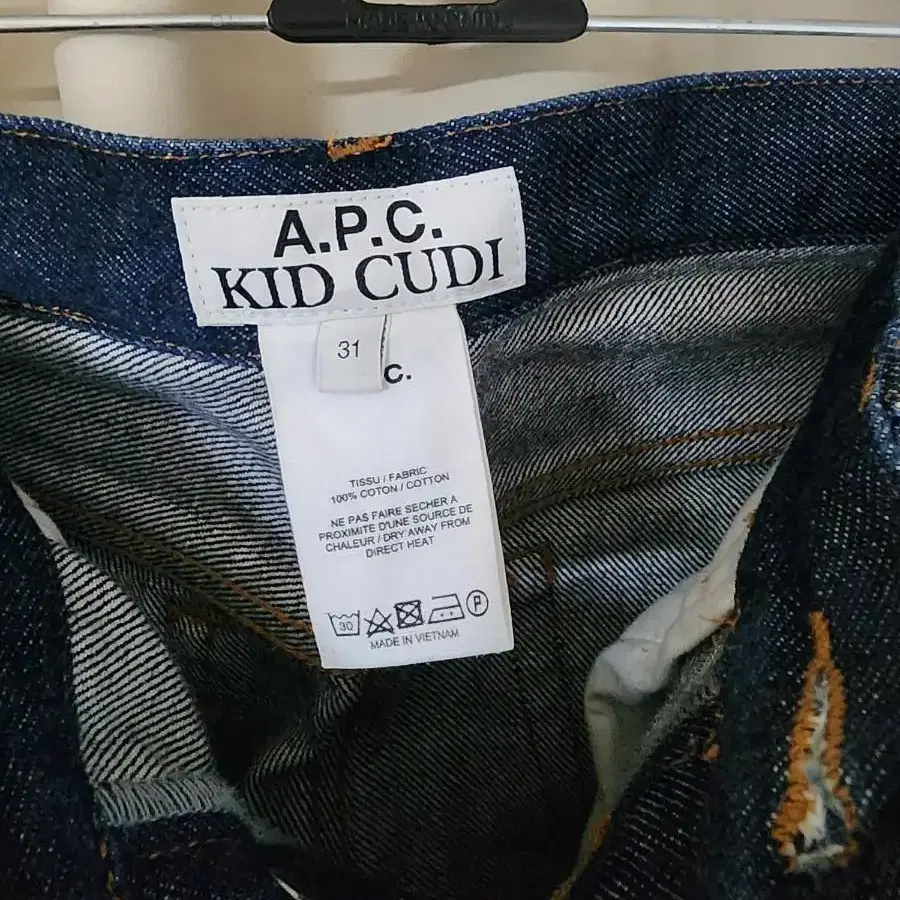 A.P.C.
KID CUDI
31
C.
TISSU / FABRIC
100% COTON / COTTON
NE PAS FAIRE SECHER A
PROXIMITE D'UNE SOURCE DE
CHALEUR / DRY AWAY FROM
DIRECT HEAT
30
P
MADE IN VIETNAM